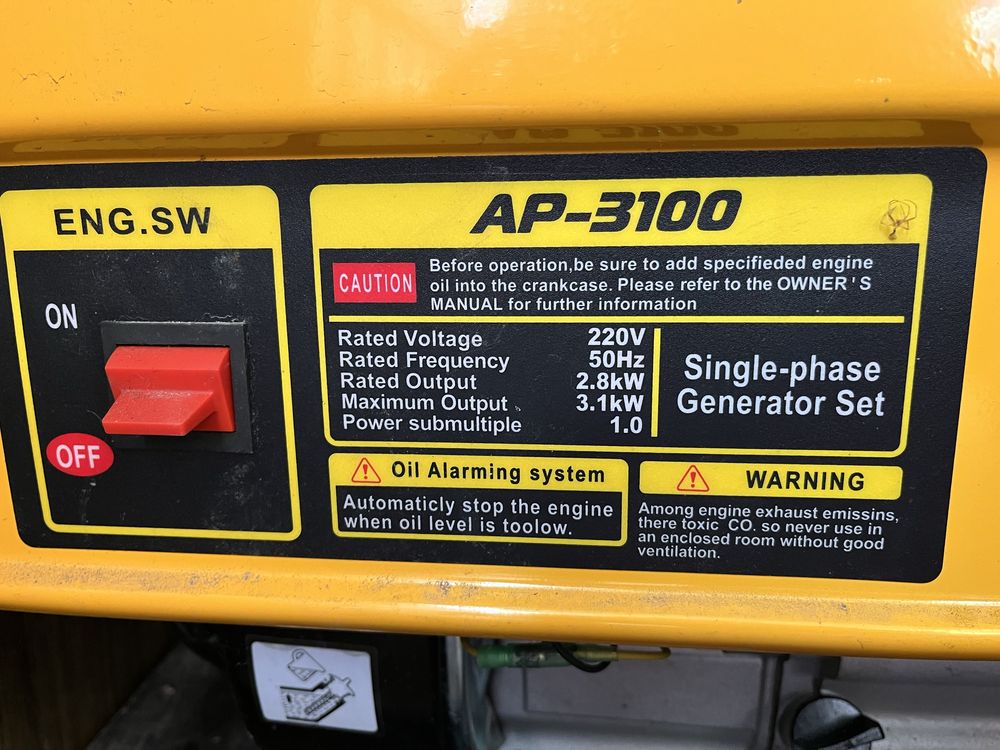 ENG.SW
ON
OFF
AP-3100
CAUTION
Before operation,be sure to add specifieded engine
oil into the crankcase. Please refer to the OWNER'S
MANUAL for further information
Rated Voltage 220V
Rated Frequency 50Hz
Rated Output 2.8kW
Maximum Output 3.1kW
Power submultiple 1.0
Single-phase
Generator Set
Oil Alarming system
Automaticly stop the engine
when oil level is toolow.
WARNING
Among engine exhaust emissins,
there toxic CO. so never use in
an enclosed room without good
ventilation.